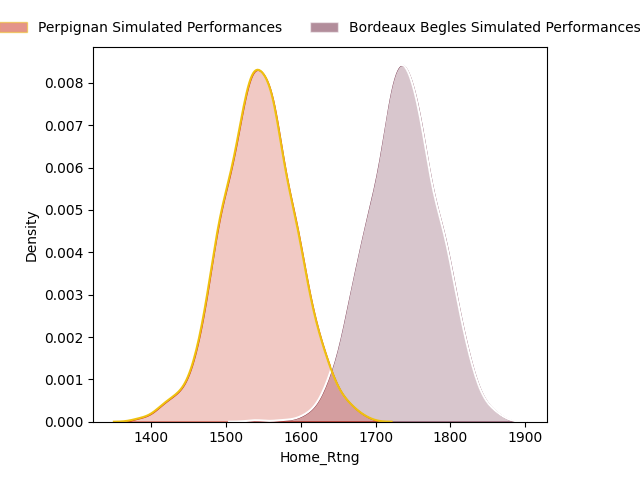 Perpignan Simulated Performances Bordeaux Begles Simulated Performances
0.008
0.007
0.006
0.005
0.004
0.003
0.002
0.001
0.000
Density
1400 1500 1600 1700 1800 1900
Home_Rtng